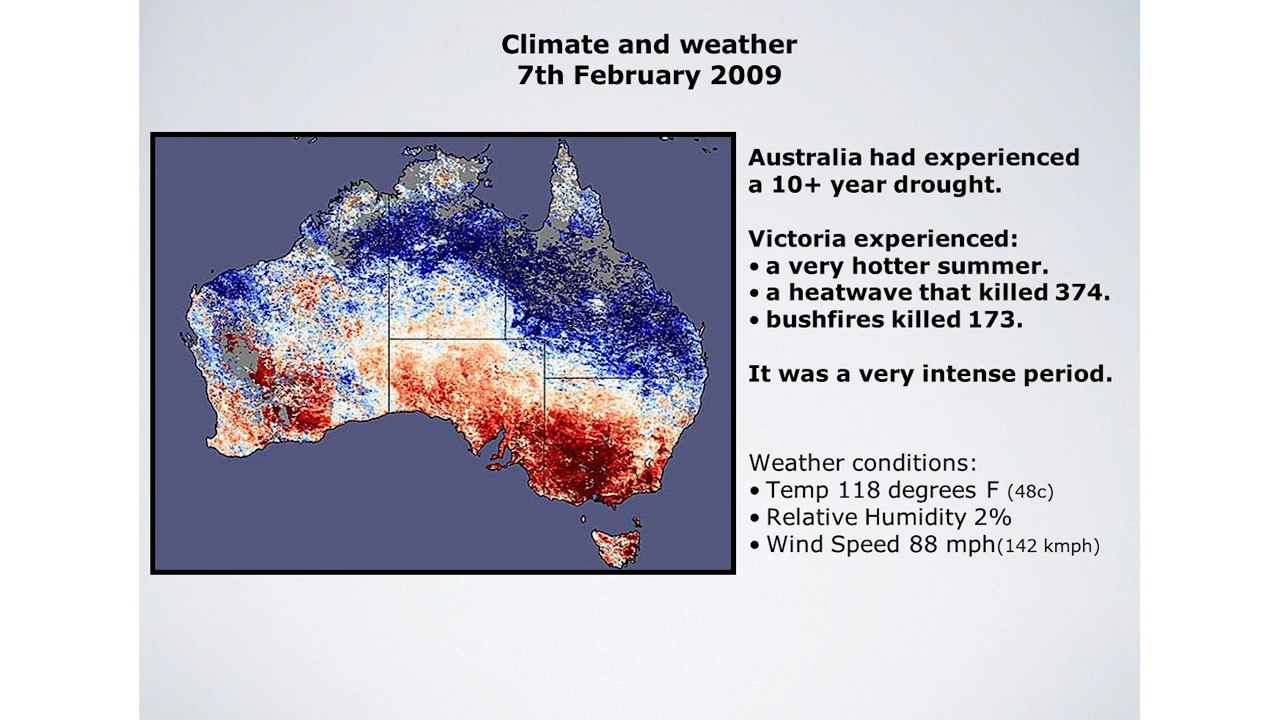 Climate and weather
7th February 2009
Australia had experienced
a 10+ year drought.
Victoria experienced:
• a very hotter summer.
• a heatwave that killed 374.
• bushfires killed 173.
It was a very intense period.
Weather conditions:
• Temp 118 degrees F (48c)
• Relative Humidity 2%
• Wind Speed 88 mph(142 kmph)